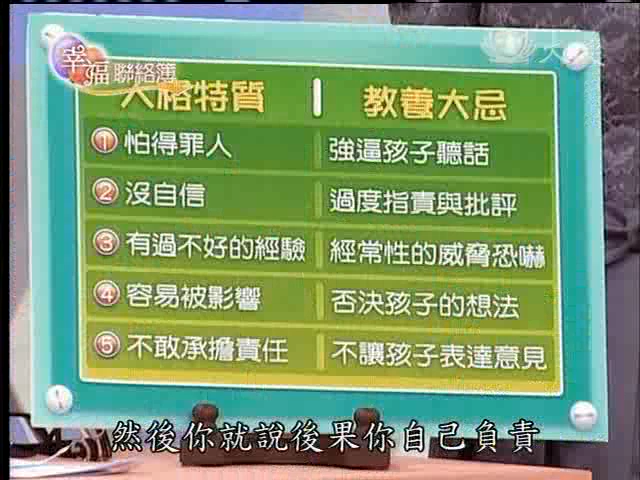 幸福 聯絡簿
大愛
人格特質 教養大忌
① 怕得罪人 強逼孩子聽話
② 沒自信 過度指責與批評
③ 有過不好的經驗 經常性的威脅恐嚇
④ 容易被影響 否決孩子的想法
⑤ 不敢承擔責任 不讓孩子表達意見
然後你就說後果你自己負責